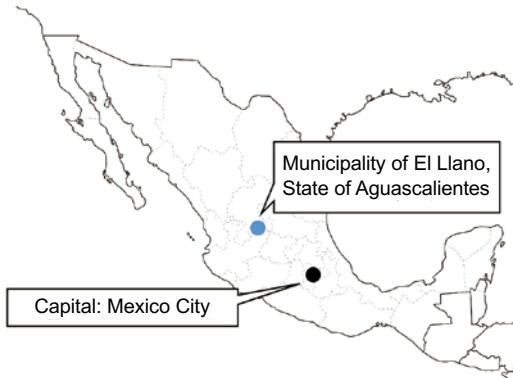 Municipality of El Llano,
State of Aguascalientes
Capital: Mexico City